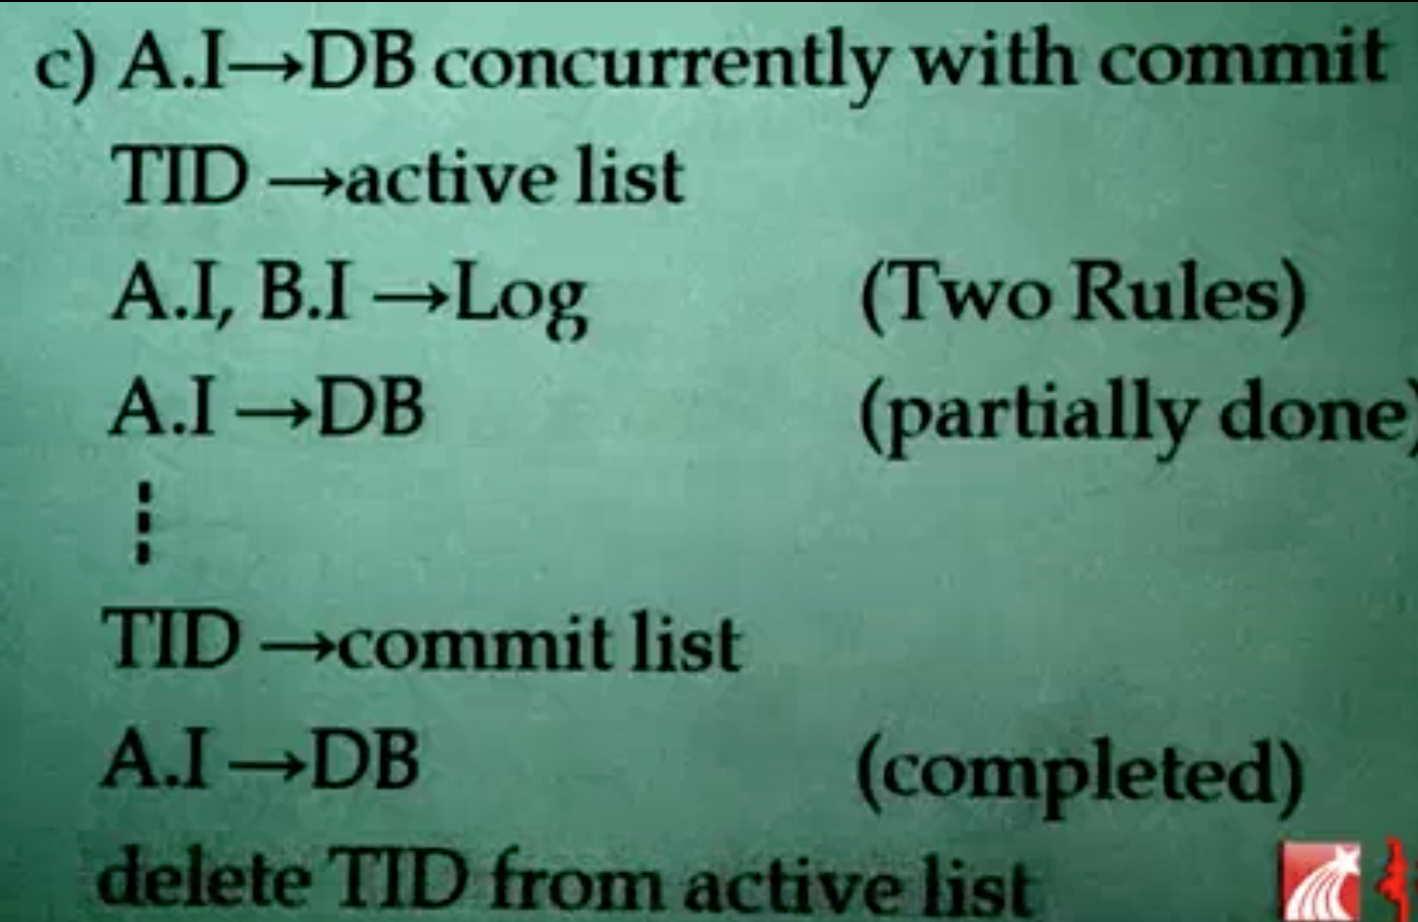 c) A.I→DB concurrently with commit
TID →active list
A.I, B.I →Log (Two Rules)
A.I →DB (partially done)
TID →commit list
A.I →DB (completed)
delete TID from active list